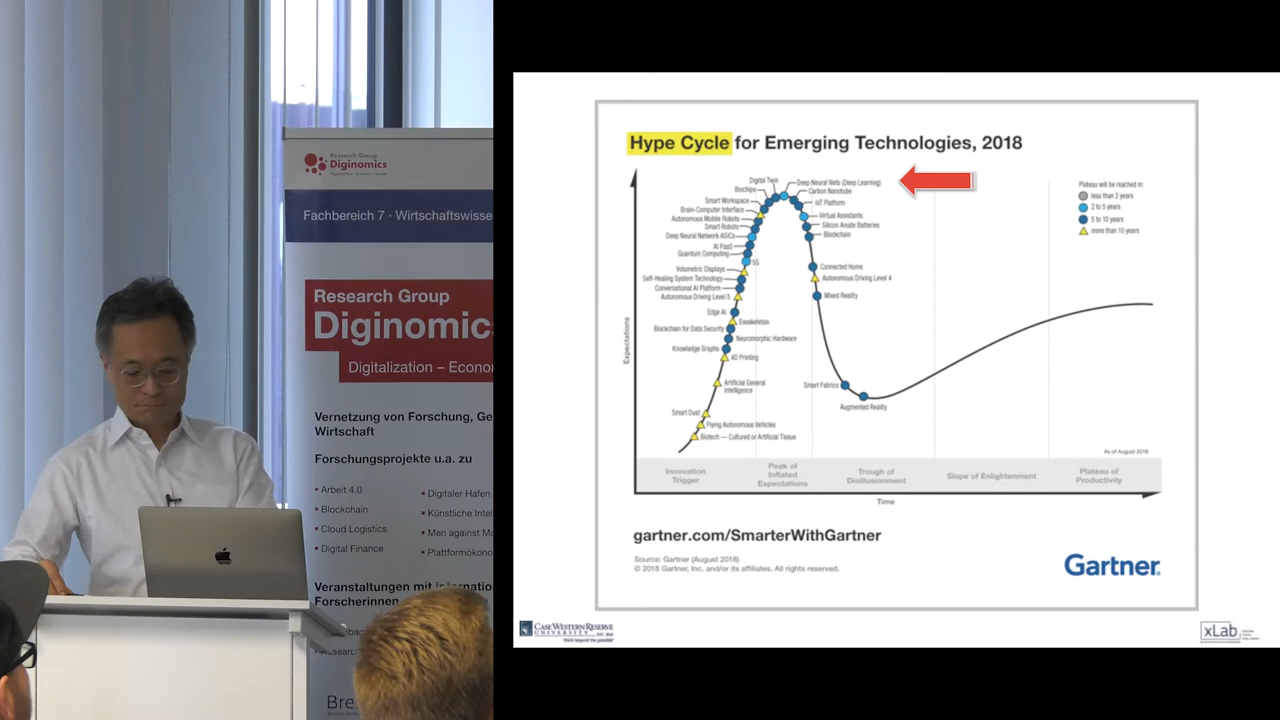 Research Group
Diginomics
Fachbereich 7 · Wirtschaftswisse
Research Group
Diginomic
Digitalization – Econo
Vernetzung von Forschung, Ge
Wirtschaft
Forschungsprojekte u.a. zu
Arbeit 4.0
Blockchain
Cloud Logistics
Digital Finance
Digitaler Hafen
Künstliche Intel
Men against Ma
Plattformökono
Veranstaltungen mit internatio
Forscherinnen
Bre
Hype Cycle for Emerging Technologies, 2018
Digital Twin
Biochips
Smart Workspace
Brain-Computer Interface
Autonomous Mobile Robots
Smart Robots
Deep Neural Network ASICs
AI PaaS
Quantum Computing
5G
Volumetric Displays
Self-Healing System Technology
Conversational AI Platform
Autonomous Driving Level 5
Edge AI
Exoskeleton
Blockchain for Data Security
Neuromorphic Hardware
Knowledge Graphs
4D Printing
Artificial General
Intelligence
Smart Dust
Flying Autonomous Vehicles
Biotech — Cultured or Artificial Tissue
Deep Neural Nets (Deep Learning)
Carbon Nanotube
IoT Platform
Virtual Assistants
Silicon Anode Batteries
Blockchain
Connected Home
Autonomous Driving Level 4
Mixed Reality
Smart Fabrics
Augmented Reality
Plateau will be reached in:
less than 2 years
2 to 5 years
5 to 10 years
more than 10 years
As of August 2018
Expectations
Innovation
Trigger
Peak of
Inflated
Expectations
Trough of
Disillusionment
Slope of Enlightenment
Plateau of
Productivity
Time
gartner.com/SmarterWithGartner
Source: Gartner (August 2018)
© 2018 Gartner, Inc. and/or its affiliates. All rights reserved.
Gartner
CASE WESTERN RESERVE
UNIVERSITY
think beyond the possible
xLab